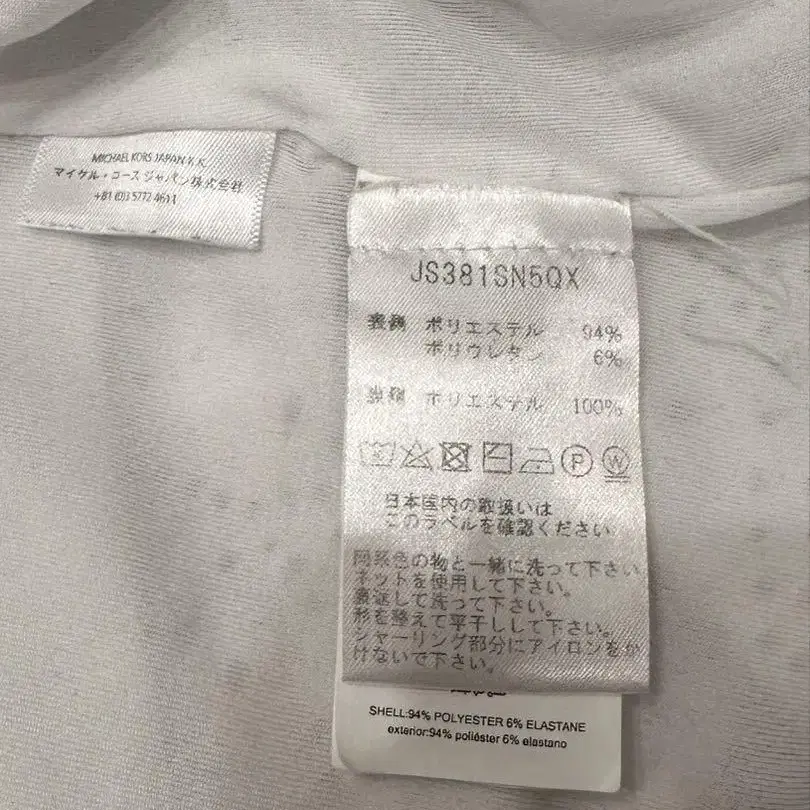 MICHAEL KORS JAPAN K.K.
マイケル・コースジャパン株式会社
+81 (0)3 5772 4611
JS381SN5QX
表側 ポリエステル 94%
ポリウレタン 6%
ポリエステル 100%
P
W
日本国内の取扱いは
このラベルを確認ください
同系色の物と一緒に洗って下さい
ネットを使用して下さい。
裏返して洗って下さい。
形を整えて平干しして下さい。
シャーリング部分にアイロンをか
けないで下さい。
SHELL:94% POLYESTER 6% ELASTANE
exterior:94% poliéster 6% elastano